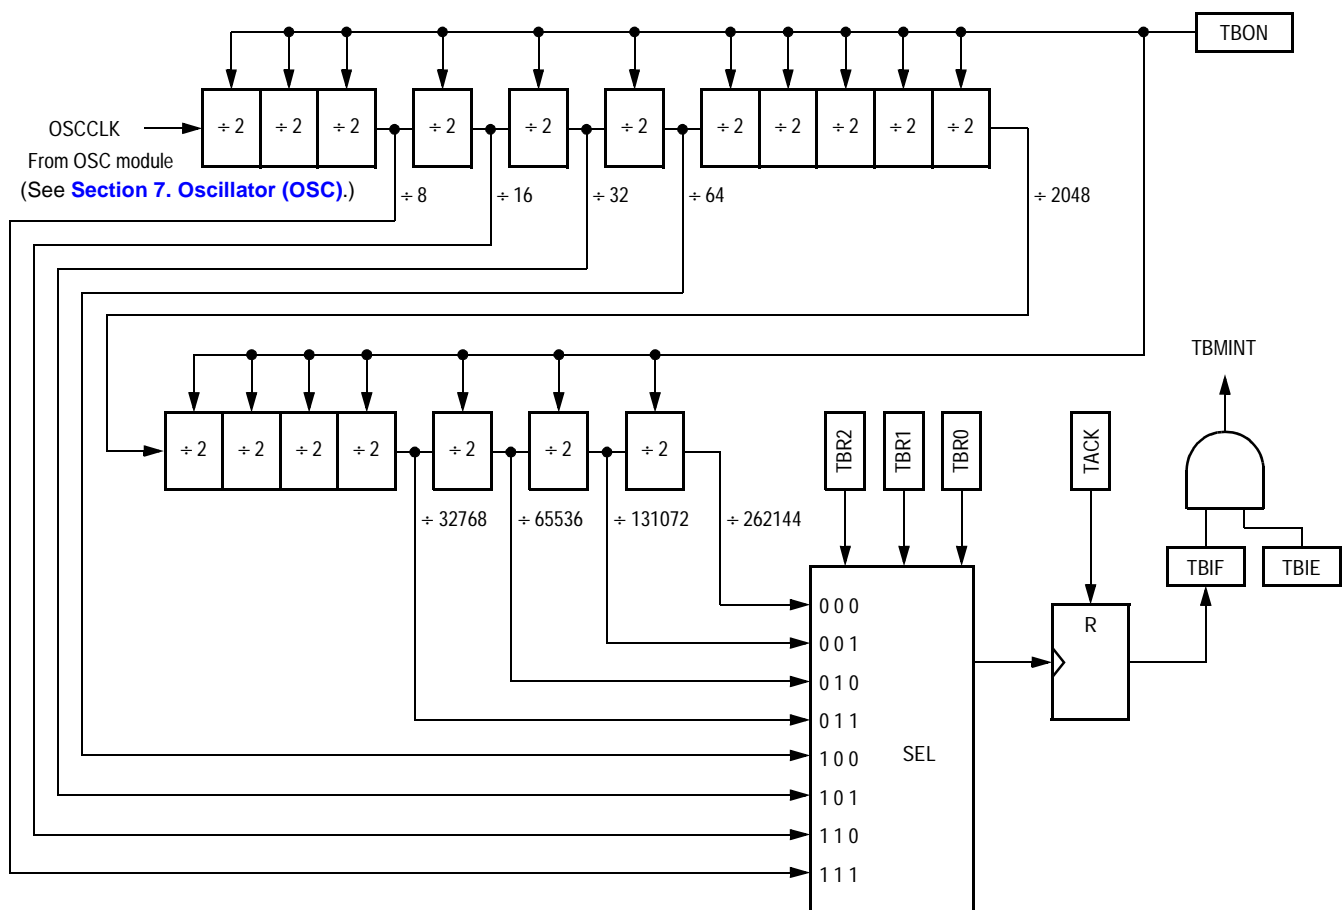 TBON
÷ 2 ÷ 2 ÷ 2 ÷ 2 ÷ 2 ÷ 2 ÷ 2 ÷ 2 ÷ 2 ÷ 2 ÷ 2
OSCCLK
From OSC module
(See Section 7. Oscillator (OSC).)
÷ 8 ÷ 16 ÷ 32 ÷ 64 ÷ 2048
TBMINT
÷ 2 ÷ 2 ÷ 2 ÷ 2 ÷ 2 ÷ 2 ÷ 2
TBR2 TBR1 TBR0 TACK
÷ 32768 ÷ 65536 ÷ 131072 ÷ 262144
TBIF TBIE
0 0 0
R
0 0 1
0 1 0
0 1 1
1 0 0
SEL
1 0 1
1 1 0
1 1 1